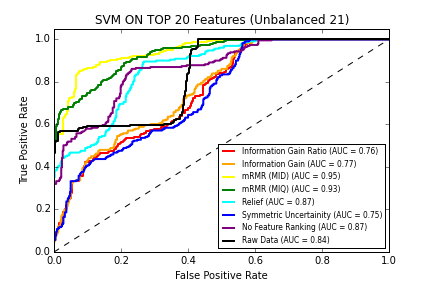 SVM ON TOP 20 Features (Unbalanced 21)
True Positive Rate
1.0
0.8
0.6
0.4
0.2
0.0
Information Gain Ratio (AUC = 0.76)
Information Gain (AUC = 0.77)
mRMR (MID) (AUC = 0.95)
mRMR (MIQ) (AUC = 0.93)
Relief (AUC = 0.87)
Symmetric Uncertainity (AUC = 0.75)
No Feature Ranking (AUC = 0.87)
Raw Data (AUC = 0.84)
0.0 0.2 0.4 0.6 0.8 1.0
False Positive Rate